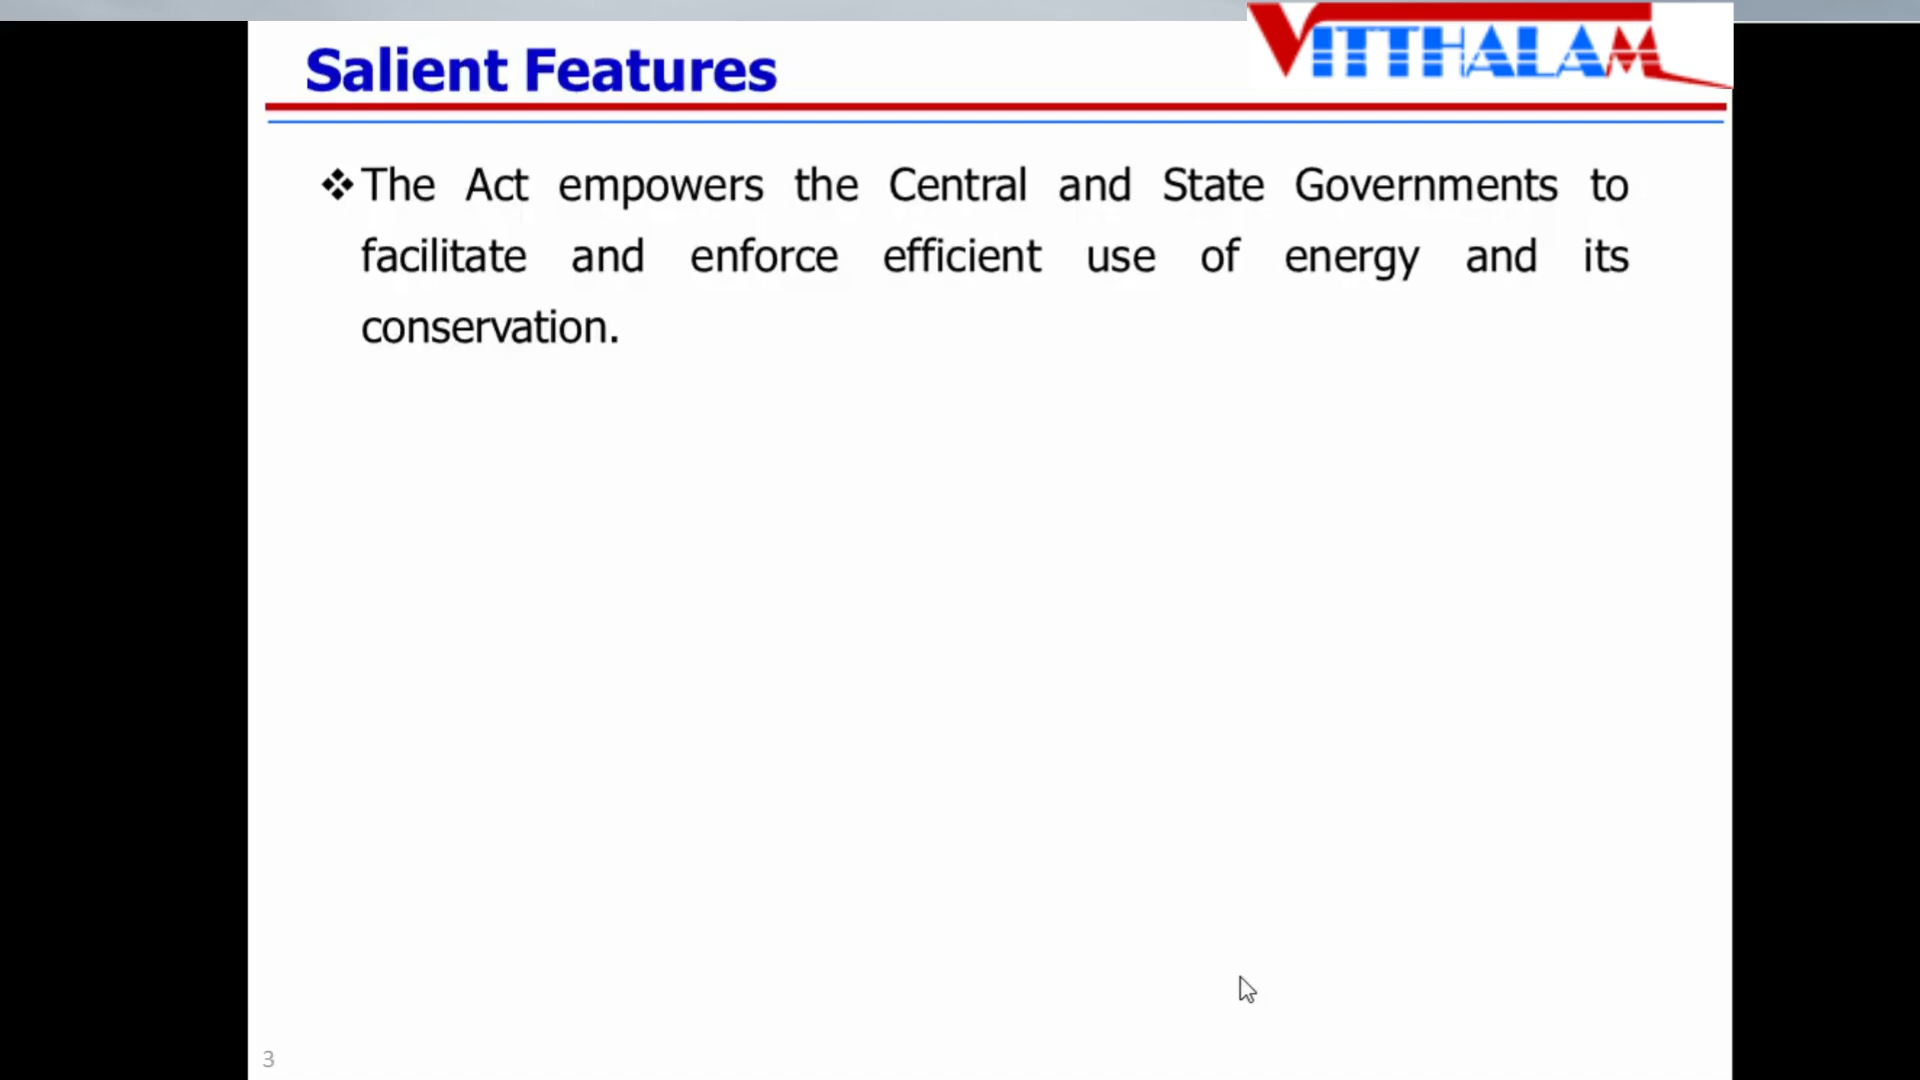 Salient Features
VITTHALAM
❖ The Act empowers the Central and State Governments to
facilitate and enforce efficient use of energy and its
conservation.
3